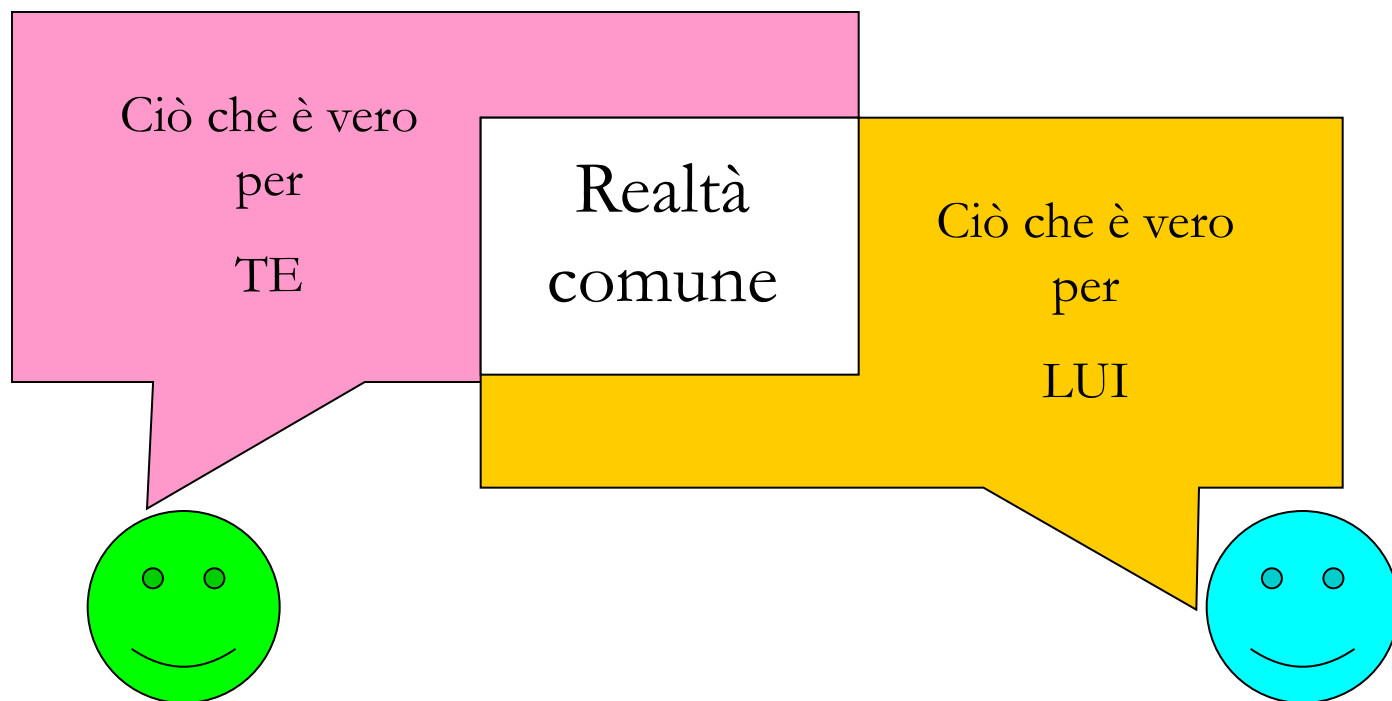 Ciò che è vero
per
TE
Realtà
comune
Ciò che è vero
per
LUI